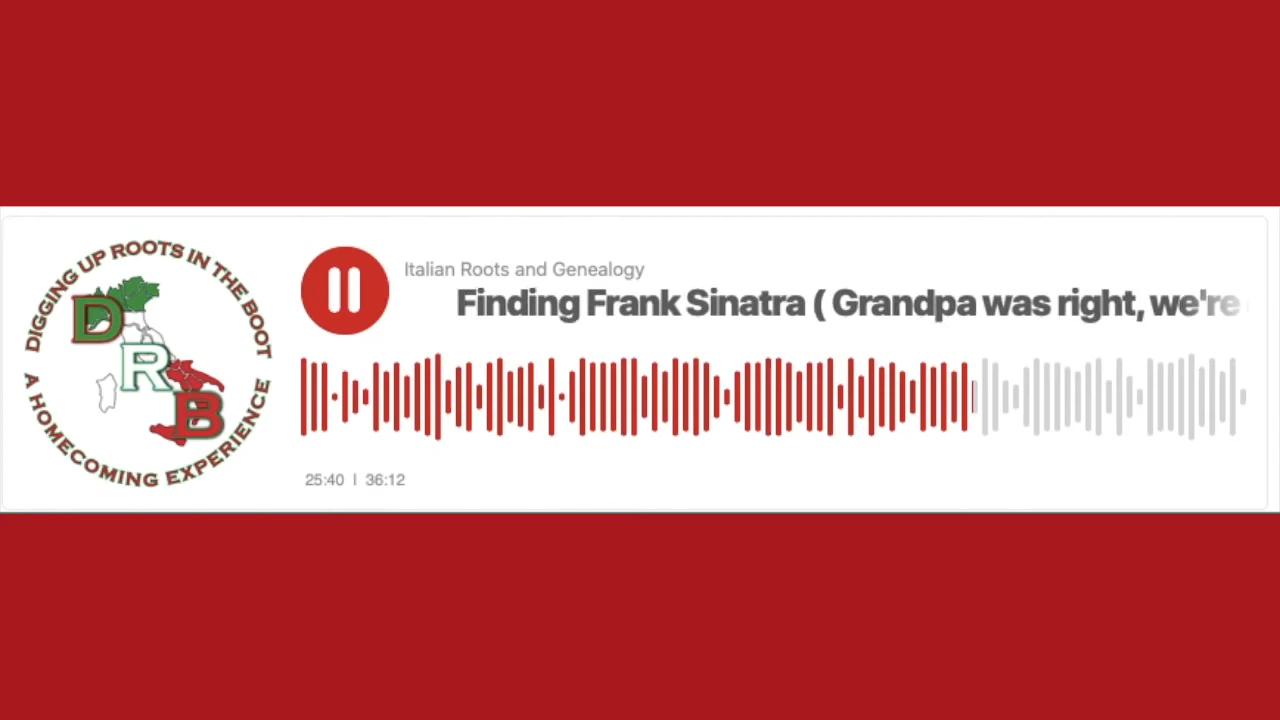 DIGGING UP ROOTS IN THE BOOT
D
R
B
A HOMECOMING EXPERIENCE
Italian Roots and Genealogy
Finding Frank Sinatra ( Grandpa was right, we're
25:40 | 36:12